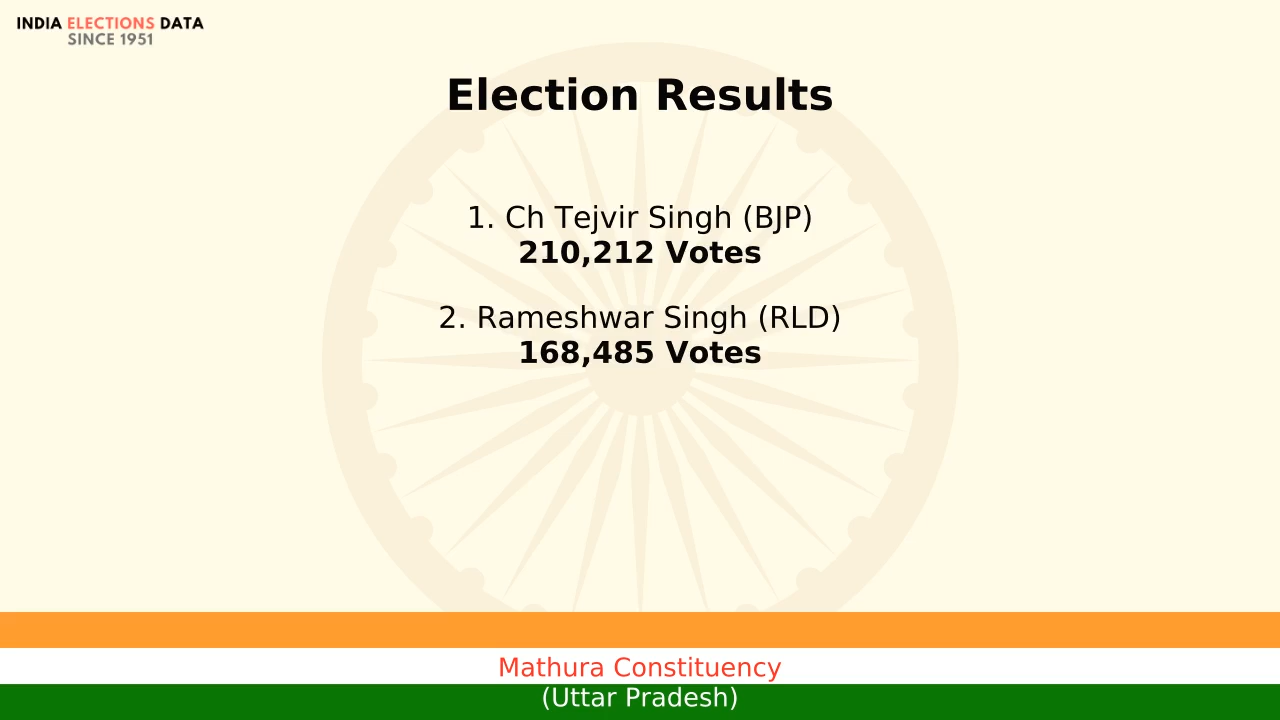 INDIA ELECTIONS DATA
SINCE 1951
Election Results
1. Ch Tejvir Singh (BJP)
210,212 Votes
2. Rameshwar Singh (RLD)
168,485 Votes
Mathura Constituency
(Uttar Pradesh)